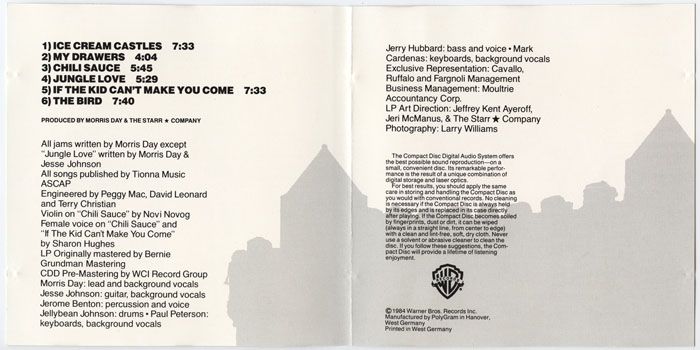 1) ICE CREAM CASTLES 7:33
2) MY DRAWERS 4:04
3) CHILI SAUCE 5:45
4) JUNGLE LOVE 5:29
5) IF THE KID CAN'T MAKE YOU COME 7:33
6) THE BIRD 7:40
PRODUCED BY MORRIS DAY & THE STARR ★ COMPANY
All jams written by Morris Day except
"Jungle Love" written by Morris Day &
Jesse Johnson
All songs published by Tionna Music
ASCAP
Engineered by Peggy Mac, David Leonard
and Terry Christian
Violin on "Chili Sauce" by Novi Novog
Female voice on "Chili Sauce" and
"If The Kid Can't Make You Come"
by Sharon Hughes
LP Originally mastered by Bernie
Grundman Mastering
CDD Pre-Mastering by WCI Record Group
Morris Day: lead and background vocals
Jesse Johnson: guitar, background vocals
Jerome Benton: percussion and voice
Jellybean Johnson: drums • Paul Peterson:
keyboards, background vocals
Jerry Hubbard: bass and voice • Mark
Cardenas: keyboards, background vocals
Exclusive Representation: Cavallo,
Ruffalo and Fargnoli Management
Business Management: Moultrie
Accountancy Corp.
LP Art Direction: Jeffrey Kent Ayeroff,
Jeri McManus, & The Starr ★ Company
Photography: Larry Williams
The Compact Disc Digital Audio System offers
the best possible sound reproduction—on a
small, convenient disc. Its remarkable perfor-
mance is the result of a unique combination of
digital storage and laser optics.
For best results, you should apply the same
care in storing and handling the Compact Disc as
you would with conventional records. No cleaning
is necessary if the Compact Disc is always held
by its edges and is replaced in its case directly
after playing. If the Compact Disc becomes soiled
by fingerprints, dust or dirt, it can be wiped
(always in a straight line, from center to edge)
with a clean and lint-free, soft, dry cloth. Never
use a solvent or abrasive cleaner to clean the
disc. If you follow these suggestions, the Com-
pact Disc will provide a lifetime of listening
enjoyment.
WB
RECORDS
©1984 Warner Bros. Records Inc.
Manufactured by PolyGram in Hanover,
West Germany
Printed in West Germany